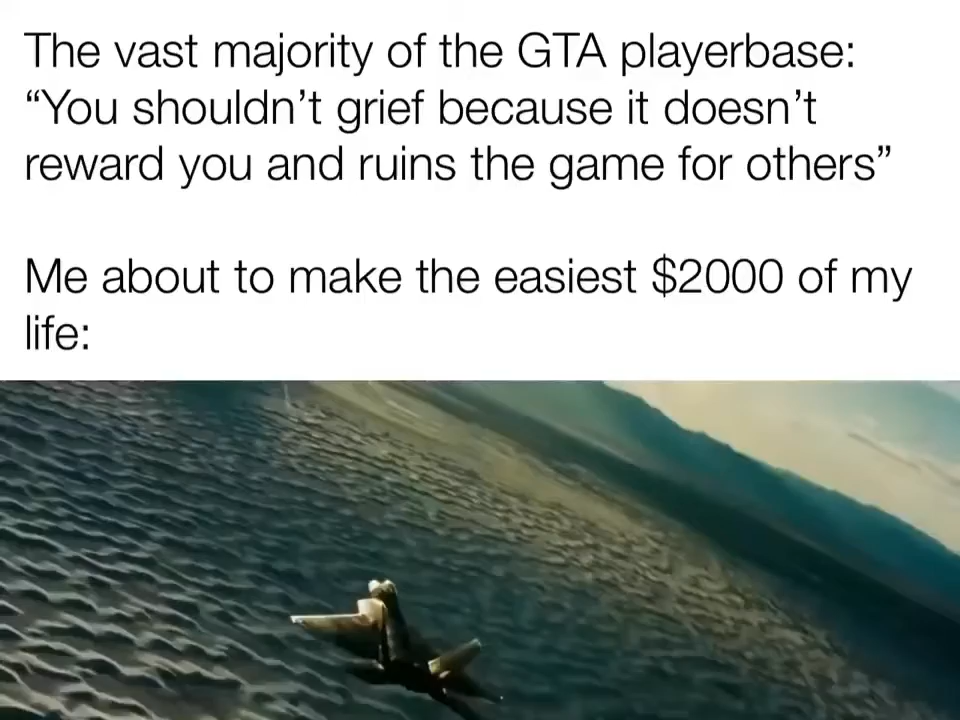 The vast majority of the GTA playerbase:
“You shouldn’t grief because it doesn’t
reward you and ruins the game for others”
Me about to make the easiest $2000 of my
life: